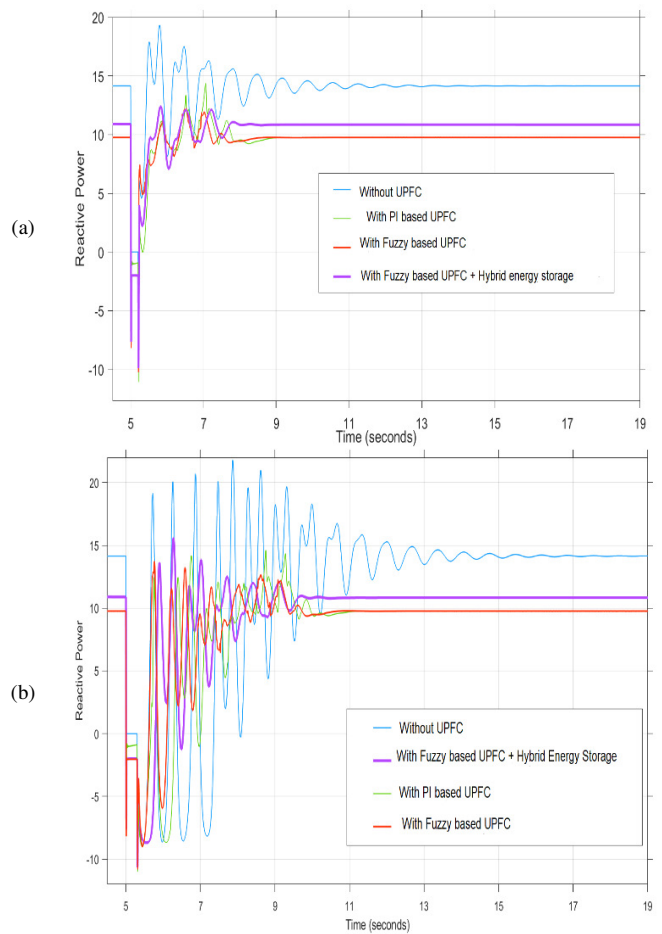 (a)
Reactive Power
20
15
10
5
0
-5
-10
Without UPFC
With PI based UPFC
With Fuzzy based UPFC
With Fuzzy based UPFC + Hybrid energy storage
5 7 9 11 13 15 17 19
Time (seconds)
(b)
Reactive Power
20
15
10
5
0
-5
-10
Without UPFC
With Fuzzy based UPFC + Hybrid Energy Storage
With PI based UPFC
With Fuzzy based UPFC
5 7 9 11 13 15 17 19
Time (seconds)